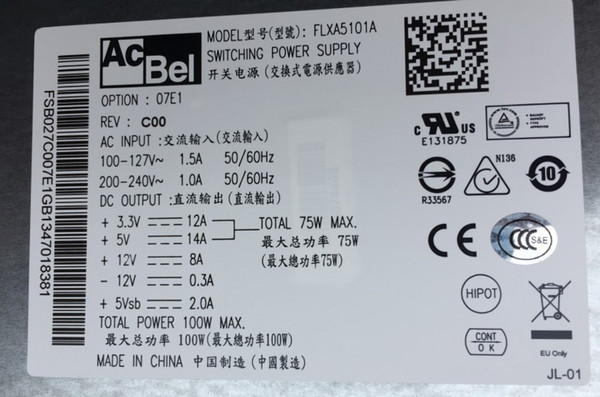 AcBel
MODEL型号(型號): FLXA5101A
SWITCHING POWER SUPPLY
开关电源 (交换式電源供應器)
OPTION : 07E1
REV : C00
AC INPUT :交流输入(交流輸入)
100-127V~ 1.5A 50/60Hz
200-240V~ 1.0A 50/60Hz
DC OUTPUT :直流输出 (直流輸出)
+ 3.3V 12A
+ 5V 14A
TOTAL 75W MAX.
最大总功率 75W
(最大總功率75W)
+ 12V 8A
- 12V 0.3A
+ 5Vsb 2.0A
TOTAL POWER 100W MAX.
最大总功率 100W(最大總功率100W)
MADE IN CHINA 中国制造 (中國製造)
FSB027C007E1GB1347018381
c UL US
E131875
R33567
N136
10
CE
CCC S&E
HIPOT
CONT
OK
EU Only
JL-01